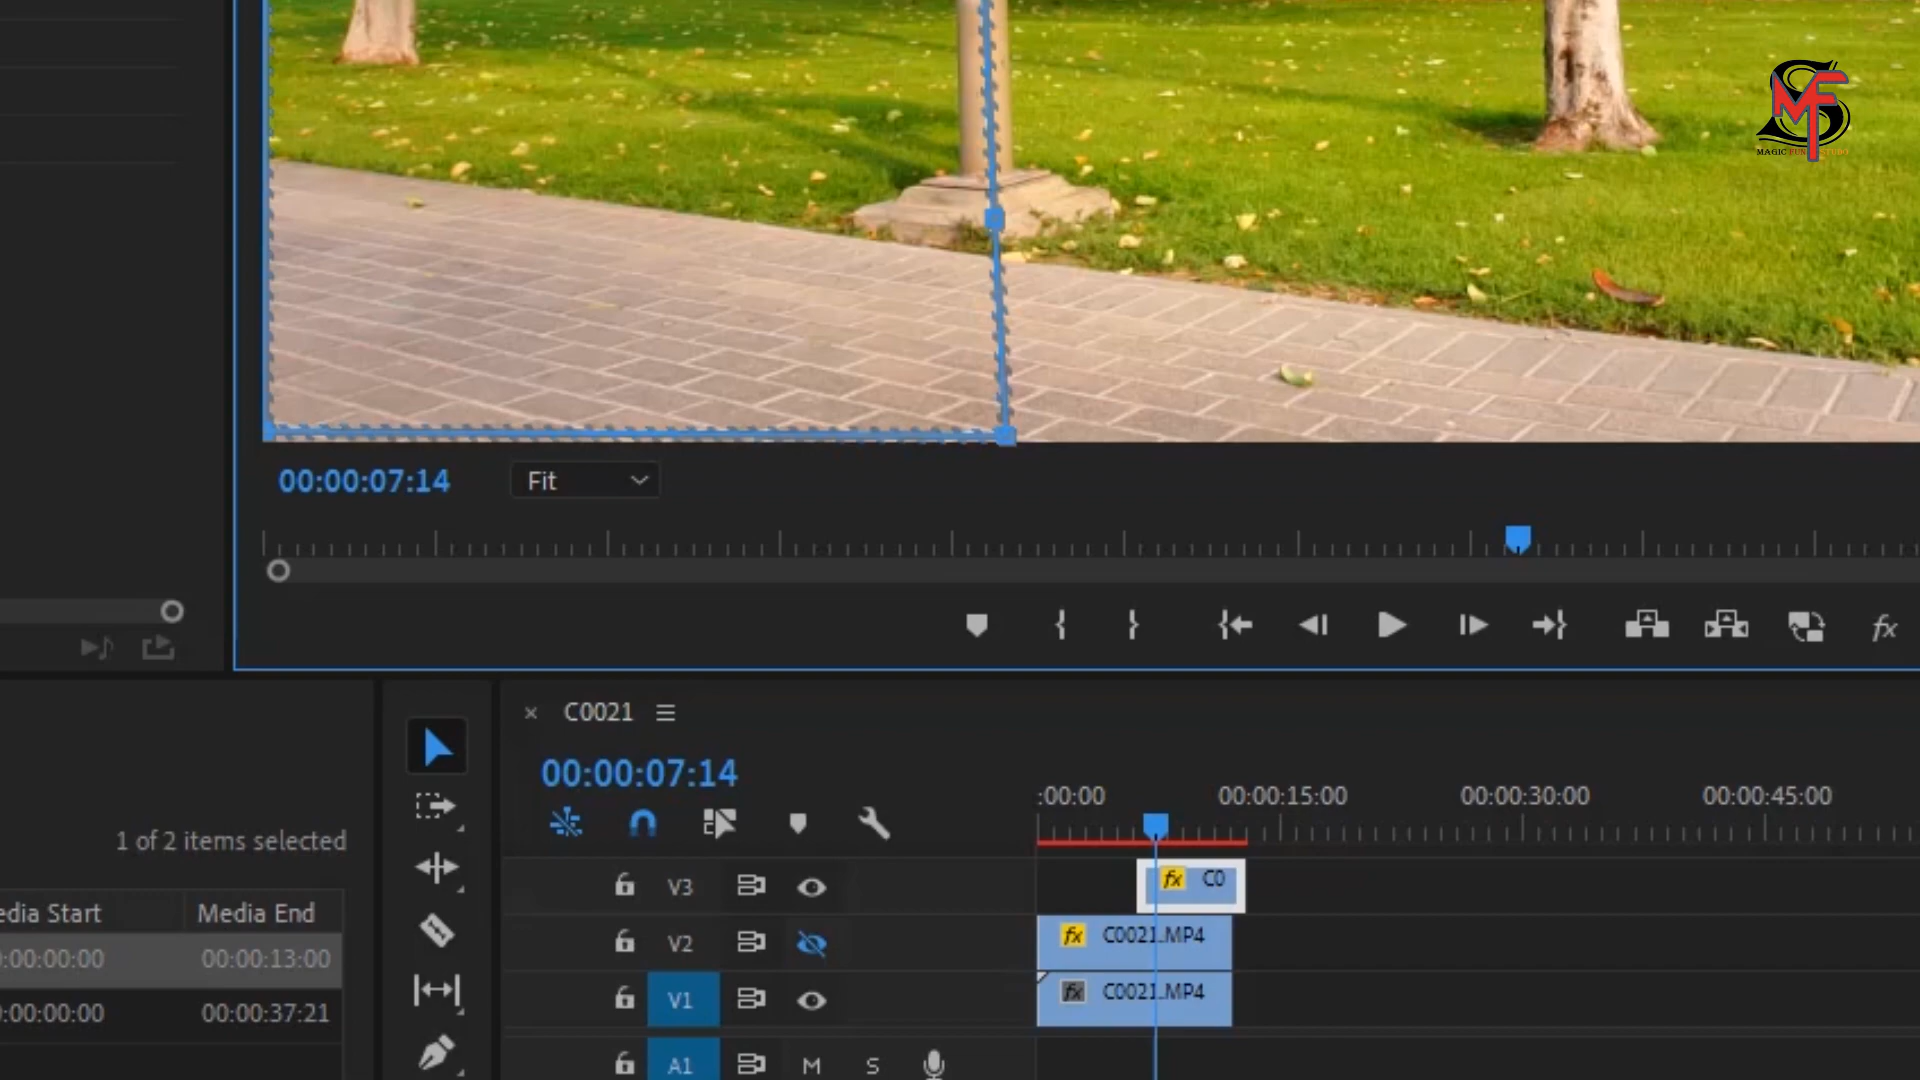 MAGIC FUN STUDIO
00:00:07:14
Fit
fx
× C0021
00:00:07:14
:00:00 00:00:15:00 00:00:30:00 00:00:45:00
1 of 2 items selected
edia Start Media End
:00:00:00 00:00:13:00
:00:00:00 00:00:37:21
V3
fx C0
V2
fx C0021.MP4
V1
fx C0021.MP4
A1 M S